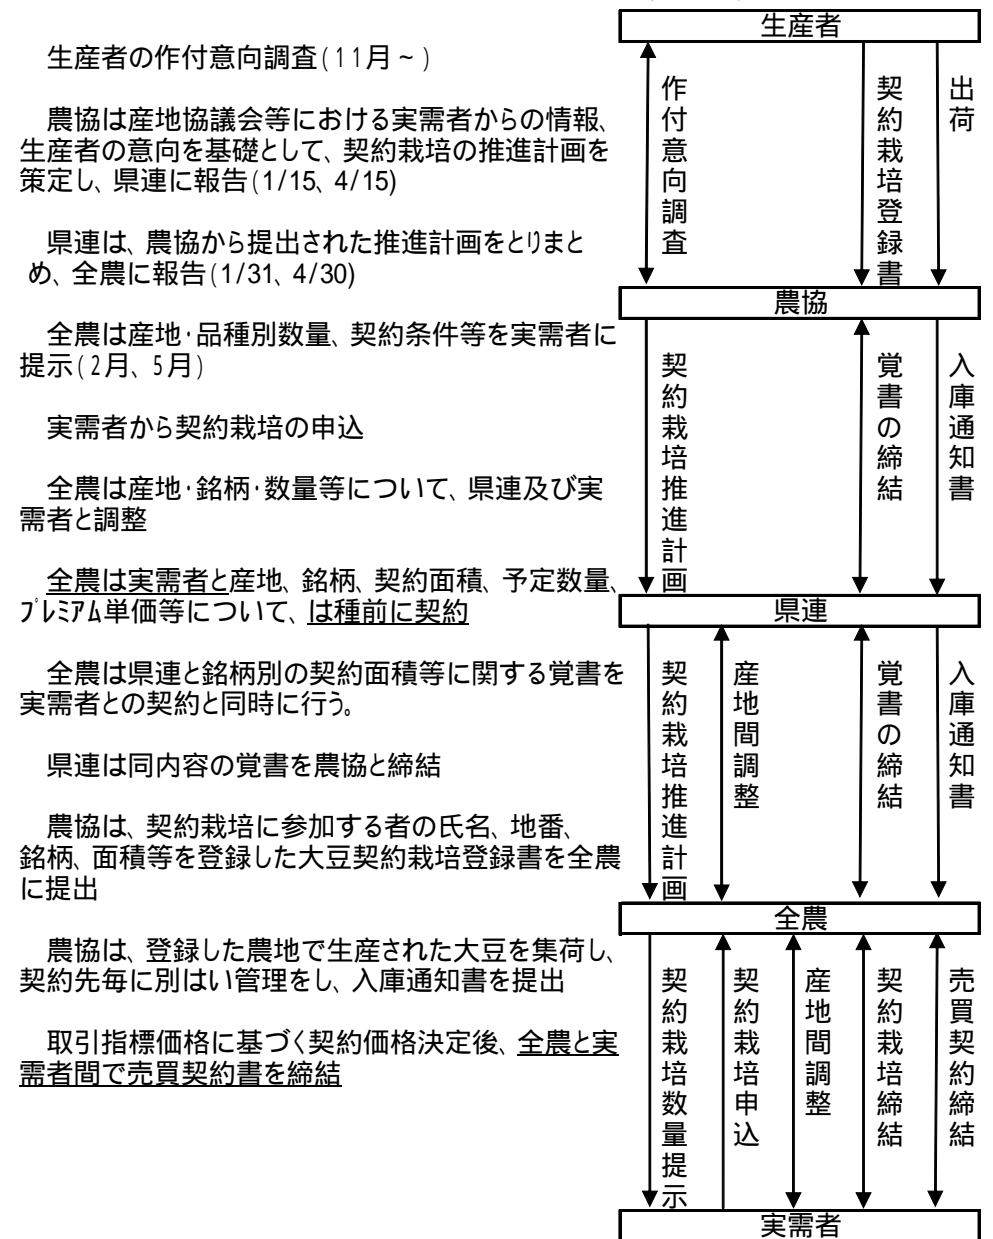 生産者の作付意向調査(11月~)
農協は産地協議会等における実需者からの情報、
生産者の意向を基礎として、契約栽培の推進計画を
策定し、県連に報告(1/15、4/15)
県連は、農協から提出された推進計画をとりまと
め、全農に報告(1/31、4/30)
全農は産地・品種別数量、契約条件等を実需者に
提示(2月、5月)
実需者から契約栽培の申込
全農は産地・銘柄・数量等について、県連及び実
需者と調整
全農は実需者と産地、銘柄、契約面積、予定数量、
プレミアム単価等について、は種前に契約
全農は県連と銘柄別の契約面積等に関する覚書を
実需者との契約と同時に行う。
県連は同内容の覚書を農協と締結
農協は、契約栽培に参加する者の氏名、地番、
銘柄、面積等を登録した大豆契約栽培登録書を全農
に提出
農協は、登録した農地で生産された大豆を集荷し、
契約先毎に別はい管理をし、入庫通知書を提出
取引指標価格に基づく契約価格決定後、全農と実
需者間で売買契約書を締結
生産者
作付意向調査
契約栽培登録書
出荷
農協
契約栽培推進計画
覚書の締結
入庫通知書
県連
契約栽培推進計画
産地間調整
覚書の締結
入庫通知書
全農
契約栽培数量提示
契約栽培申込
産地間調整
契約栽培締結
売買契約締結
実需者